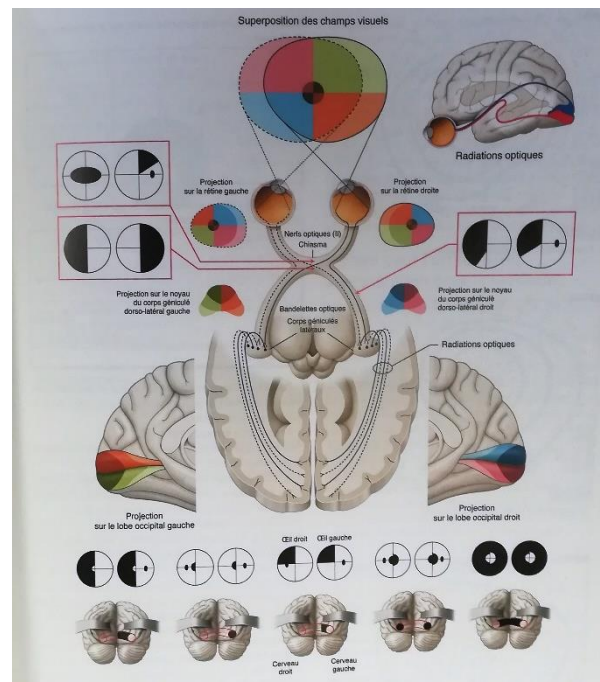 Superposition des champs visuels
Radiations optiques
Projection
sur la rétine gauche
Projection
sur la rétine droite
Nerfs optiques (II)
Chiasma
Projection sur le noyau
du corps géniculé
dorso-latéral gauche
Bandelettes optiques
Corps géniculés
latéraux
Projection sur le noyau
du corps géniculé
dorso-latéral droit
Radiations optiques
Projection
sur le lobe occipital gauche
Projection
sur le lobe occipital droit
Œil droit
Œil gauche
Cerveau
droit
Cerveau
gauche